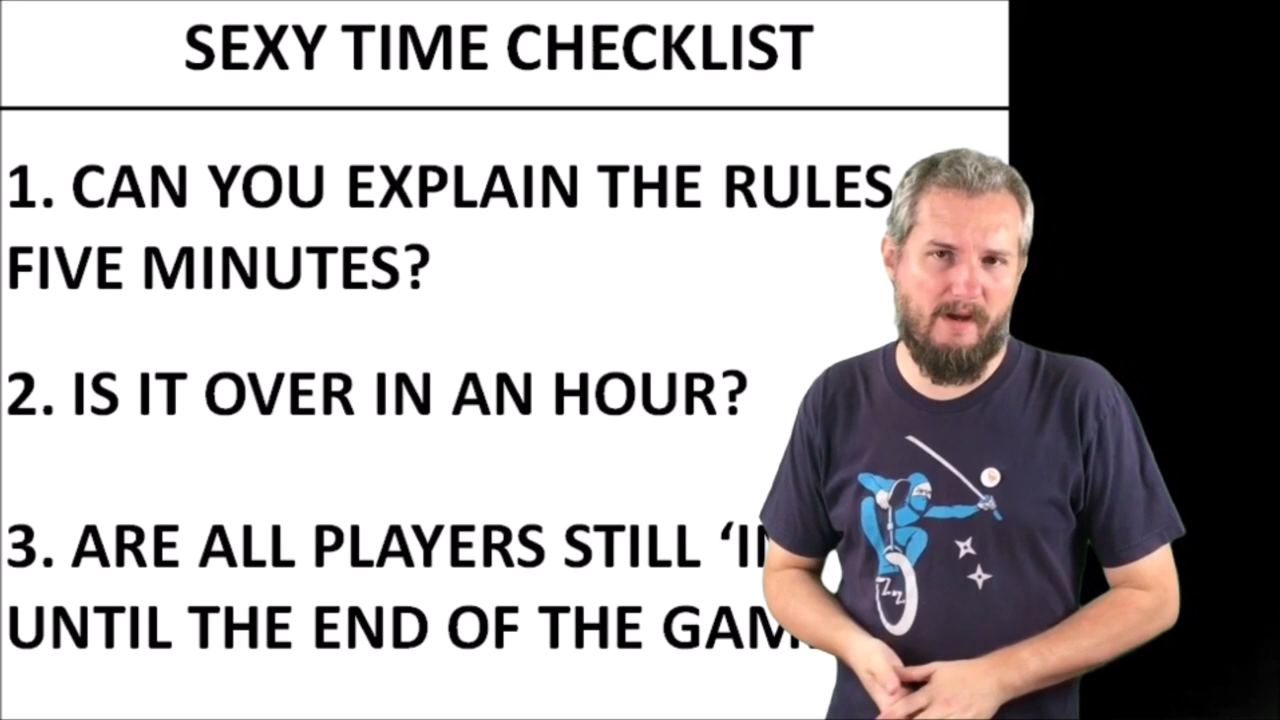 SEXY TIME CHECKLIST
1. CAN YOU EXPLAIN THE RULES
FIVE MINUTES?
2. IS IT OVER IN AN HOUR?
3. ARE ALL PLAYERS STILL
UNTIL THE END OF THE